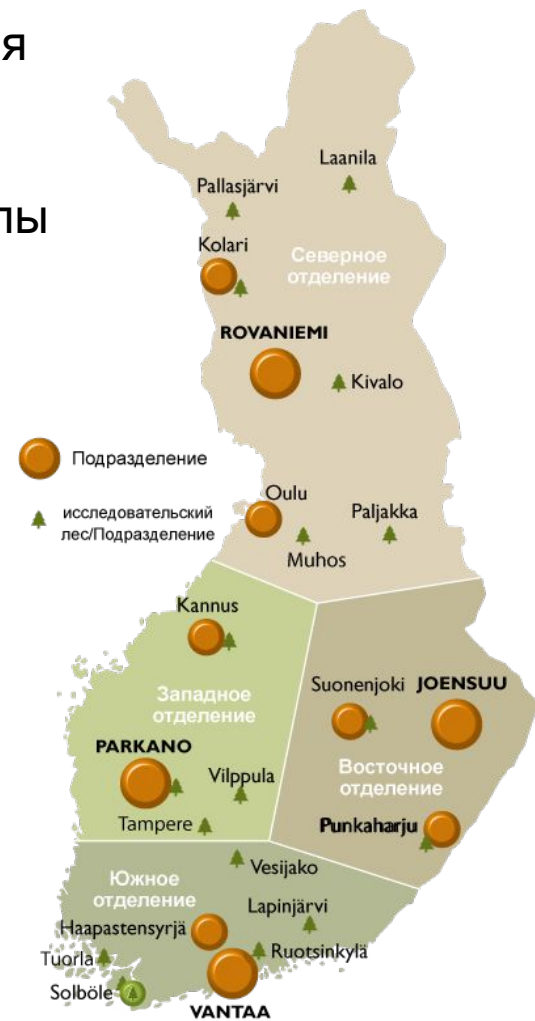 я
лы
Laanila
Pallasjärvi
Kolari
Северное
отделение
ROVANIEMI
Kivalo
Подразделение
Oulu
исследовательский
лес/Подразделение
Paljakka
Muhos
Kannus
Suonenjoki
JOENSUU
Западное
отделение
PARKANO
Vilppula
Восточное
отделение
Tampere
Punkaharju
Vesijako
Южное
отделение
Lapinjärvi
Haapastensyrjä
Ruotsinkylä
Tuorla
Solböle
VANTAA